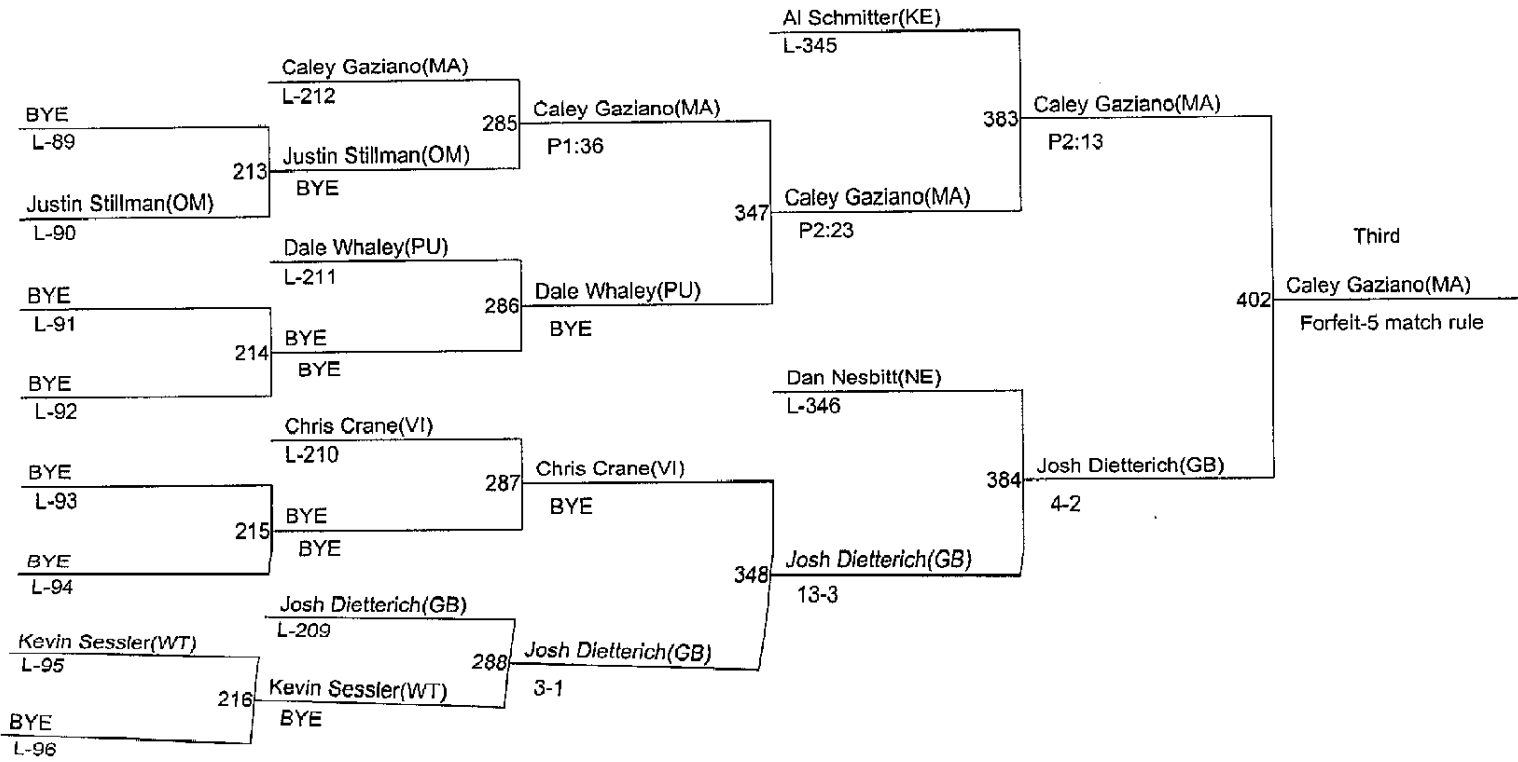 Al Schmitter(KE)
L-345
Caley Gaziano(MA)
L-212
BYE
L-89
285
Caley Gaziano(MA)
P1:36
383
Caley Gaziano(MA)
P2:13
213
Justin Stillman(OM)
BYE
Justin Stillman(OM)
L-90
347
Caley Gaziano(MA)
P2:23
Dale Whaley(PU)
L-211
Third
BYE
L-91
286
Dale Whaley(PU)
BYE
402
Caley Gaziano(MA)
Forfeit-5 match rule
214
BYE
BYE
BYE
L-92
Dan Nesbitt(NE)
L-346
Chris Crane(VI)
L-210
BYE
L-93
287
Chris Crane(VI)
BYE
384
Josh Dietterich(GB)
4-2
215
BYE
BYE
BYE
L-94
348
Josh Dietterich(GB)
13-3
Josh Dietterich(GB)
L-209
Kevin Sessler(WT)
L-95
288
Josh Dietterich(GB)
3-1
216
Kevin Sessler(WT)
BYE
BYE
L-96